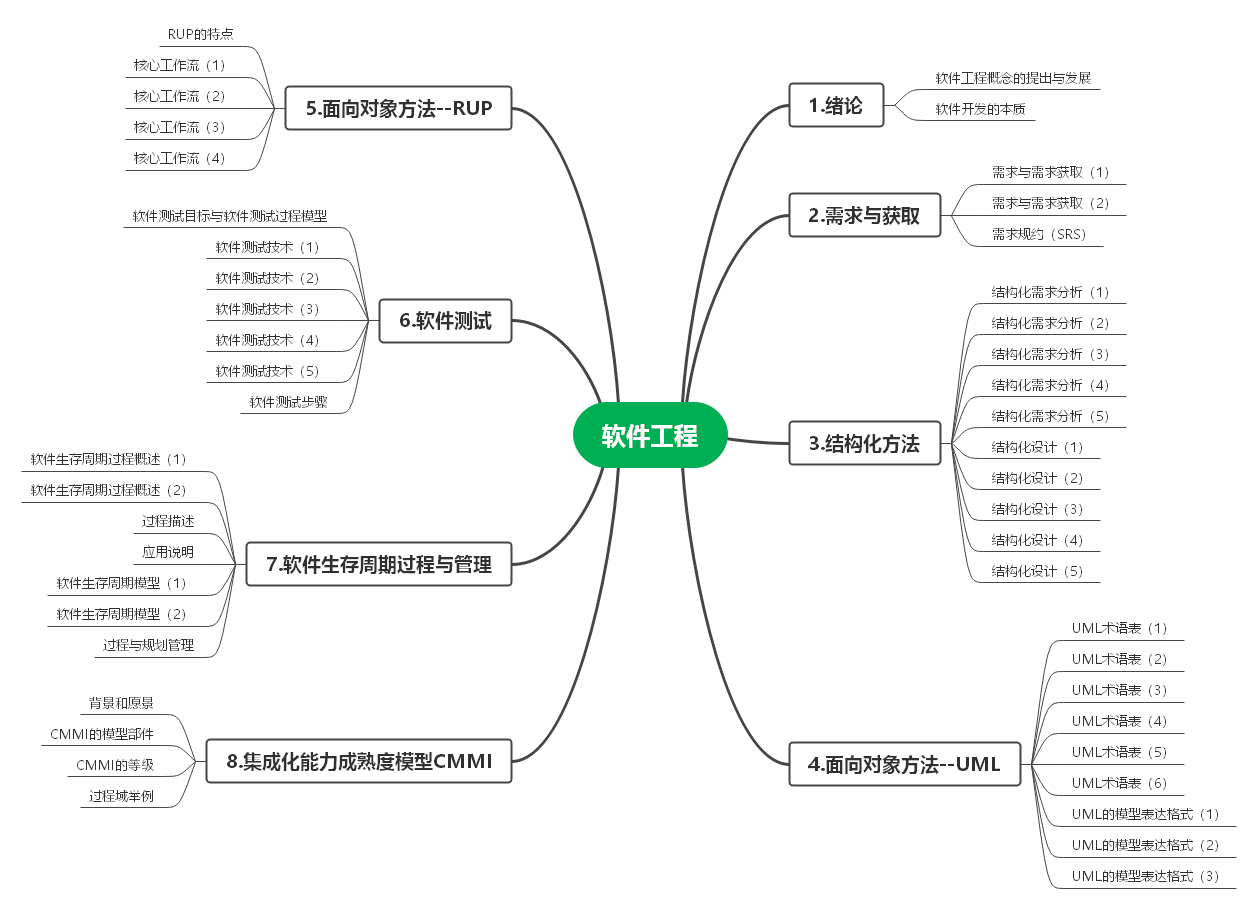 软件工程
1.绪论
软件工程概念的提出与发展
软件开发的本质
2.需求与获取
需求与需求获取（1）
需求与需求获取（2）
需求规约（SRS）
3.结构化方法
结构化需求分析（1）
结构化需求分析（2）
结构化需求分析（3）
结构化需求分析（4）
结构化需求分析（5）
结构化设计（1）
结构化设计（2）
结构化设计（3）
结构化设计（4）
结构化设计（5）
4.面向对象方法--UML
UML术语表（1）
UML术语表（2）
UML术语表（3）
UML术语表（4）
UML术语表（5）
UML术语表（6）
UML的模型表达格式（1）
UML的模型表达格式（2）
UML的模型表达格式（3）
5.面向对象方法--RUP
RUP的特点
核心工作流（1）
核心工作流（2）
核心工作流（3）
核心工作流（4）
6.软件测试
软件测试目标与软件测试过程模型
软件测试技术（1）
软件测试技术（2）
软件测试技术（3）
软件测试技术（4）
软件测试技术（5）
软件测试步骤
7.软件生存周期过程与管理
软件生存周期过程概述（1）
软件生存周期过程概述（2）
过程描述
应用说明
软件生存周期模型（1）
软件生存周期模型（2）
过程与规划管理
8.集成化能力成熟度模型CMMI
背景和愿景
CMMI的模型部件
CMMI的等级
过程域举例